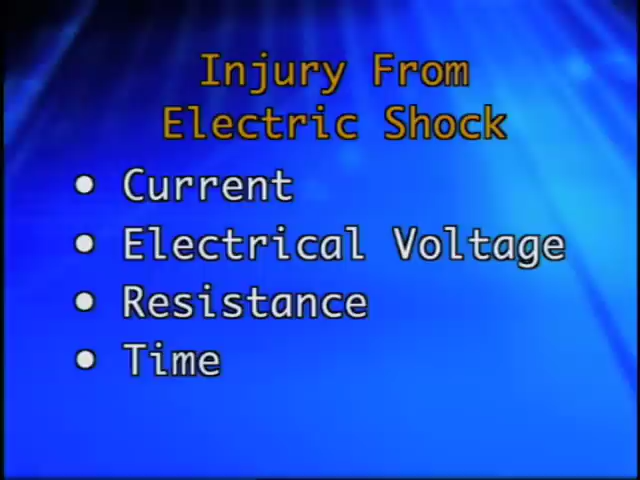 Injury From
Electric Shock
• Current
• Electrical Voltage
• Resistance
• Time